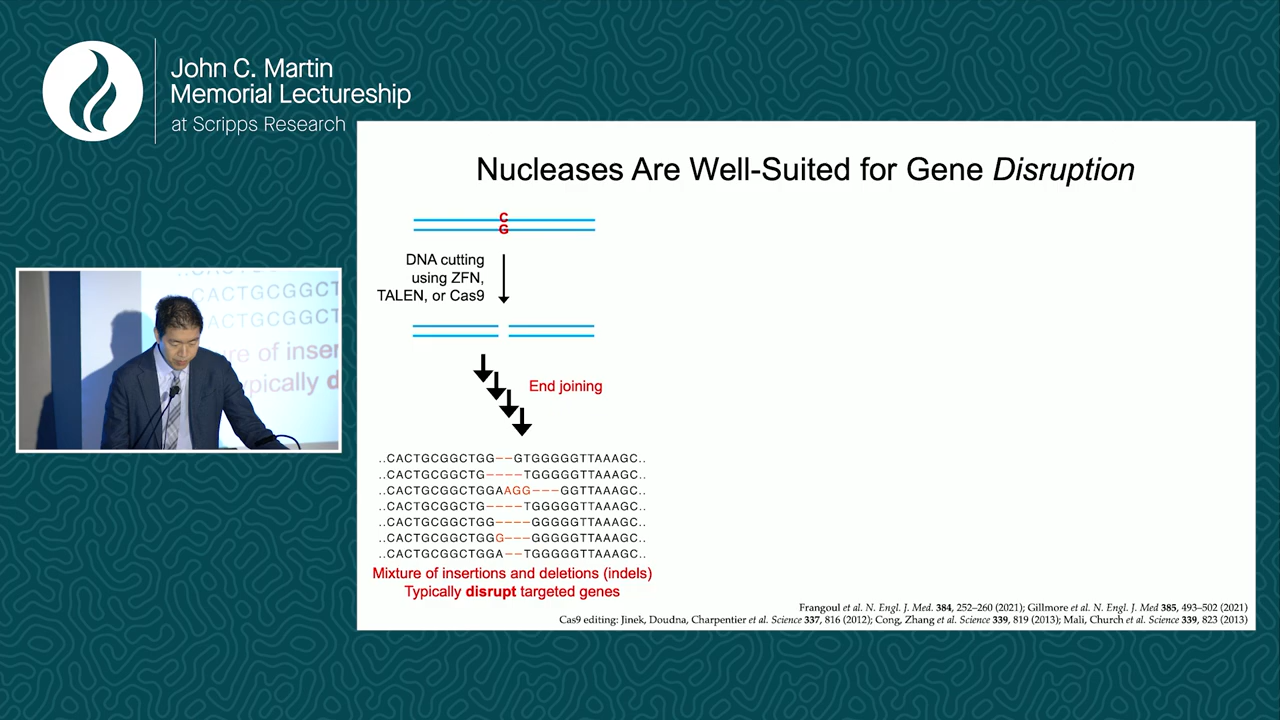 John C. Martin
Memorial Lectureship
at Scripps Research
Nucleases Are Well-Suited for Gene Disruption
C
G
DNA cutting
using ZFN,
TALEN, or Cas9
End joining
..CACTGCGGCTGG--GTGGGGGTTAAAGC..
..CACTGCGGCTG----TGGGGGTTAAAGC..
..CACTGCGGCTGGAAGG---GGTTAAAGC..
..CACTGCGGCTG----TGGGGGTTAAAGC..
..CACTGCGGCTGG----GGGGGTTAAAGC..
..CACTGCGGCTGGG---GGGGGTTAAAGC..
..CACTGCGGCTGGA--TGGGGGTTAAAGC..
Mixture of insertions and deletions (indels)
Typically disrupt targeted genes
Frangoul et al. N. Engl. J. Med. 384, 252–260 (2021); Gillmore et al. N. Engl. J. Med 385, 493–502 (2021)
Cas9 editing: Jinek, Doudna, Charpentier et al. Science 337, 816 (2012); Cong, Zhang et al. Science 339, 819 (2013); Mali, Church et al. Science 339, 823 (2013)
CACTGCGGCT
ACTGCGGCT
ure of inser
ypically d